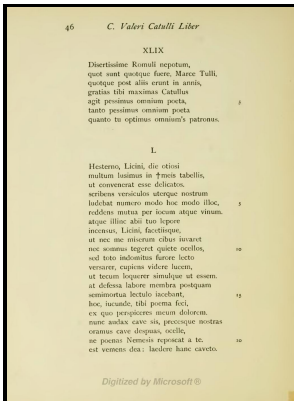 46 C. Valeri Catulli Liber
XLIX
Disertissime Romuli nepotum,
quot sunt quotque fuere, Marce Tulli,
quotque post aliis erunt in annis,
gratias tibi maximas Catullus
agit pessimus omnium poeta, 5
tanto pessimus omnium poeta
quanto tu optimus omnium's patronus.
L
Hesterno, Licini, die otiosi
multum lusimus in †meis tabellis,
ut convenerat esse delicatos.
scribens versiculos uterque nostrum
ludebat numero modo hoc modo illoc, 5
reddens mutua per iocum atque vinum.
atque illinc abii tuo lepore
incensus, Licini, facetiisque,
ut nec me miserum cibus iuvaret
nec somnus tegeret quiete ocellos, 10
sed toto indomitus furore lecto
versarer, cupiens videre lucem,
ut tecum loquerer simulque ut essem.
at defessa labore membra postquam
semimortua lectulo iacebant, 15
hoc, iucunde, tibi poema feci,
ex quo perspiceres meum dolorem.
nunc audax cave sis, precesque nostras
oramus cave despuas, ocelle,
ne poenas Nemesis reposcat a te. 20
est vemens dea: laedere hanc caveto.
Digitized by Microsoft ®